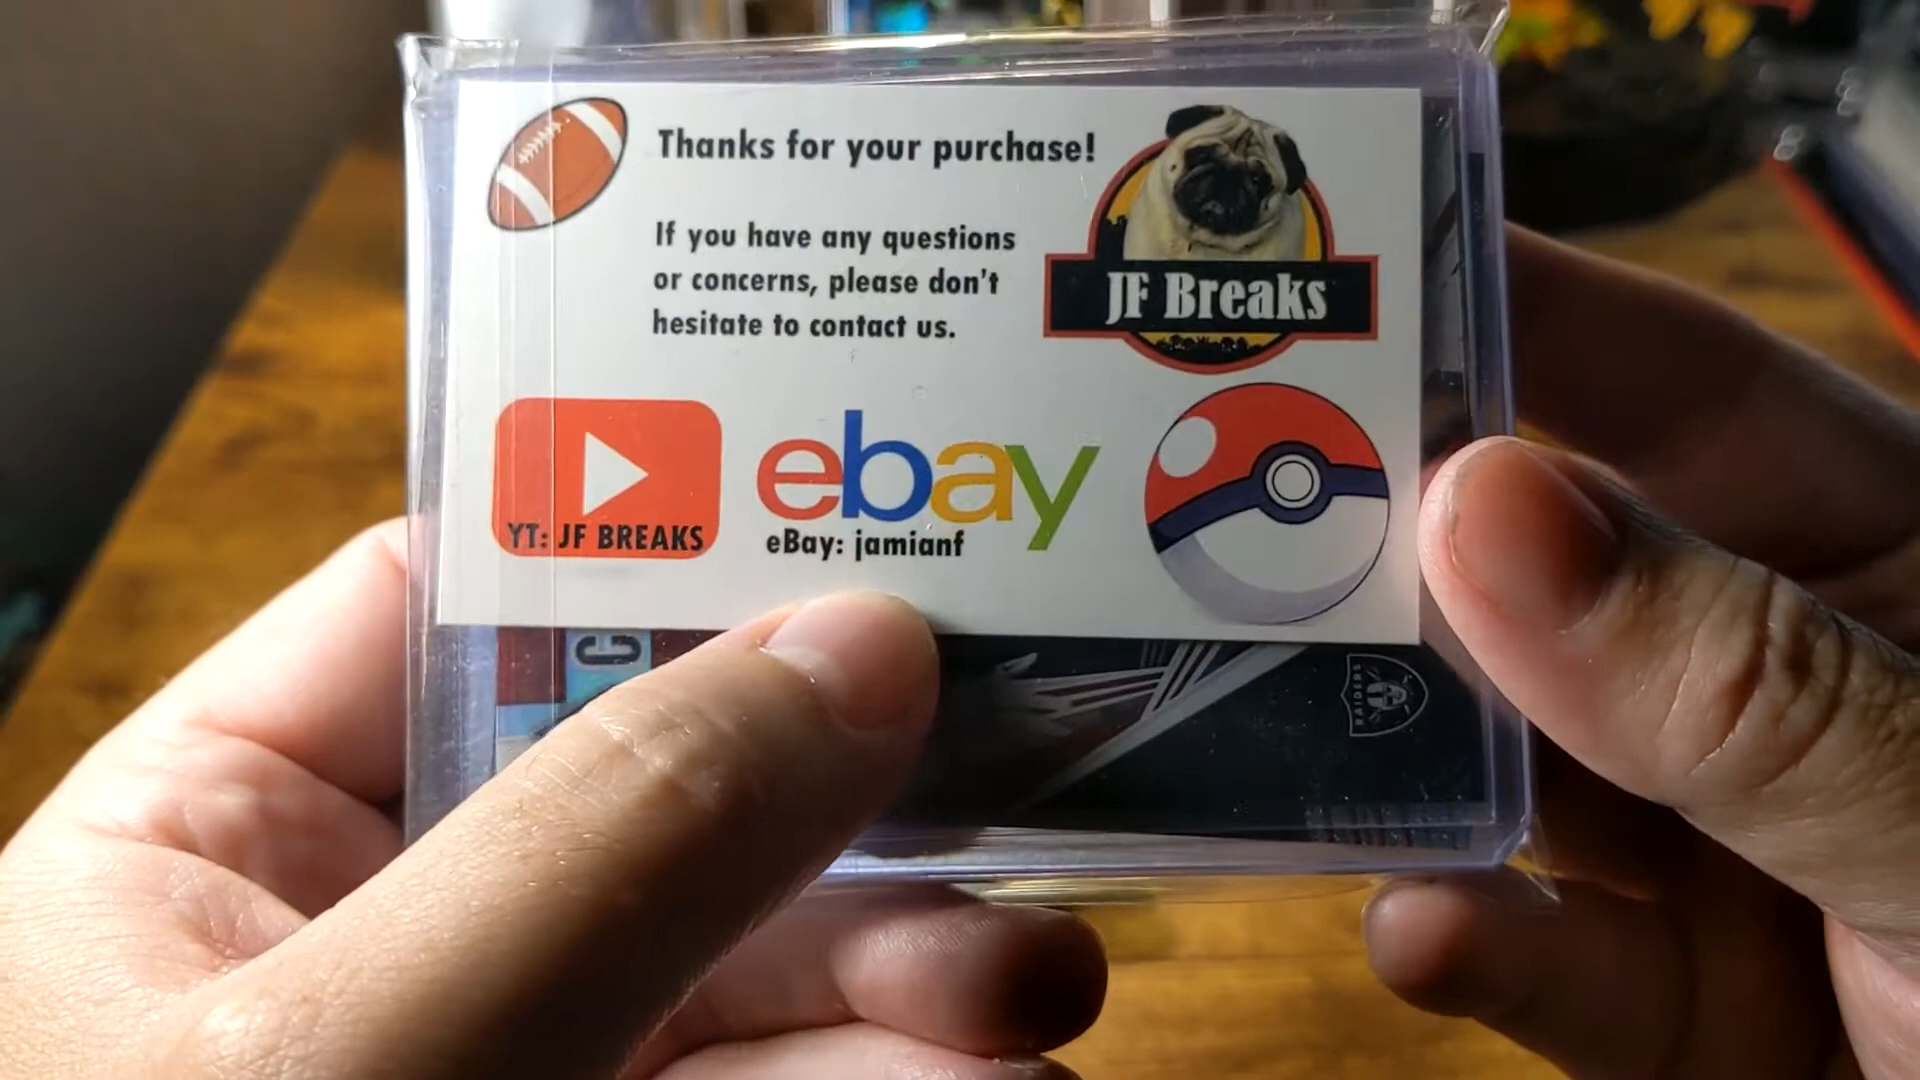 Thanks for your purchase!
If you have any questions
or concerns, please don't
hesitate to contact us.
JF Breaks
YT: JF BREAKS
ebay
eBay: jamianf
C
RAIDERS